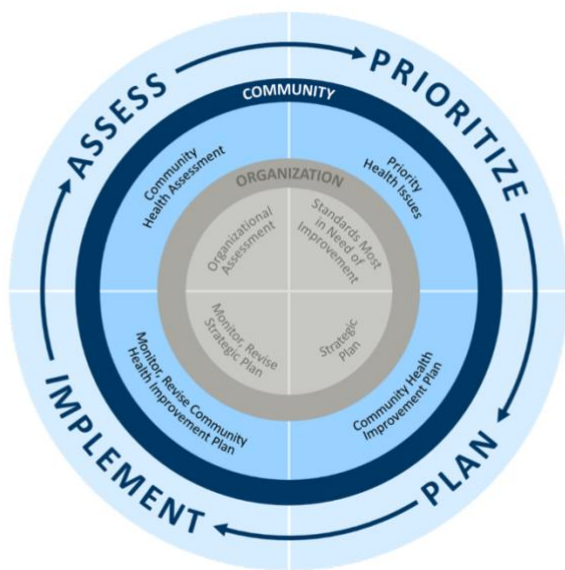 ASSESS
PRIORITIZE
PLAN
IMPLEMENT
COMMUNITY
Community
Health Assessment
Priority
Health Issues
Community Health
Improvement Plan
Monitor, Revise Community
Health Improvement Plan
ORGANIZATION
Organizational
Assessment
Standards Most
in Need of
Improvement
Strategic
Plan
Monitor, Revise
Strategic Plan